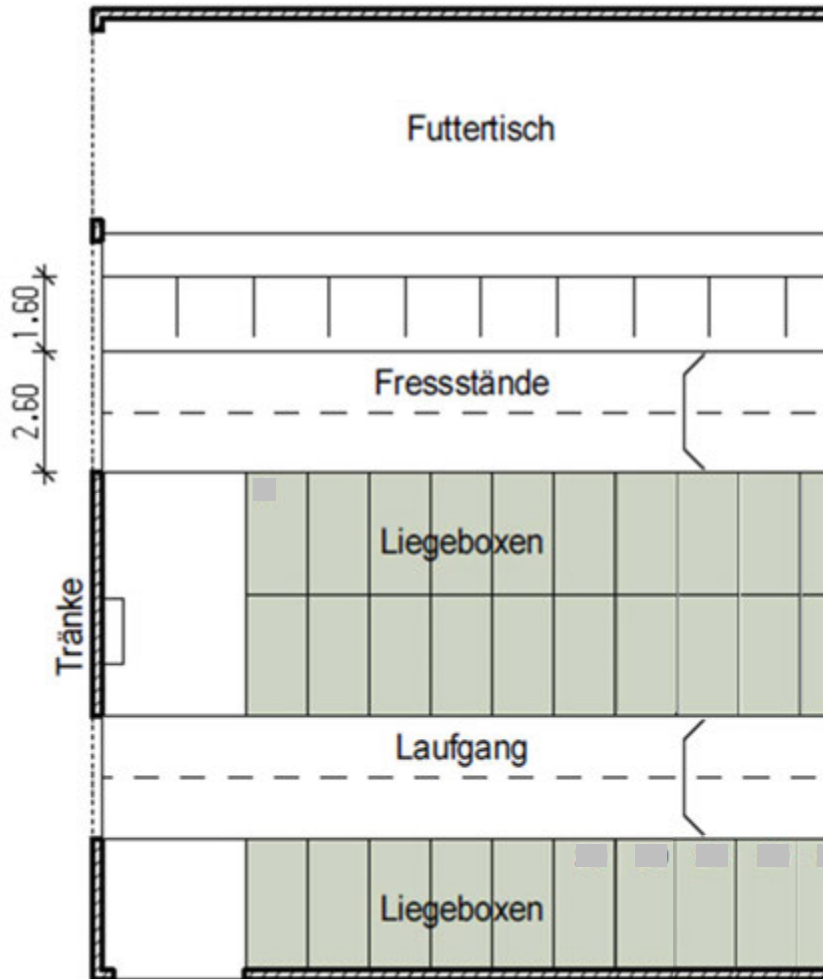 Futtertisch
1.60
Fressstände
2.60
Liegeboxen
Tränke
Laufgang
Liegeboxen